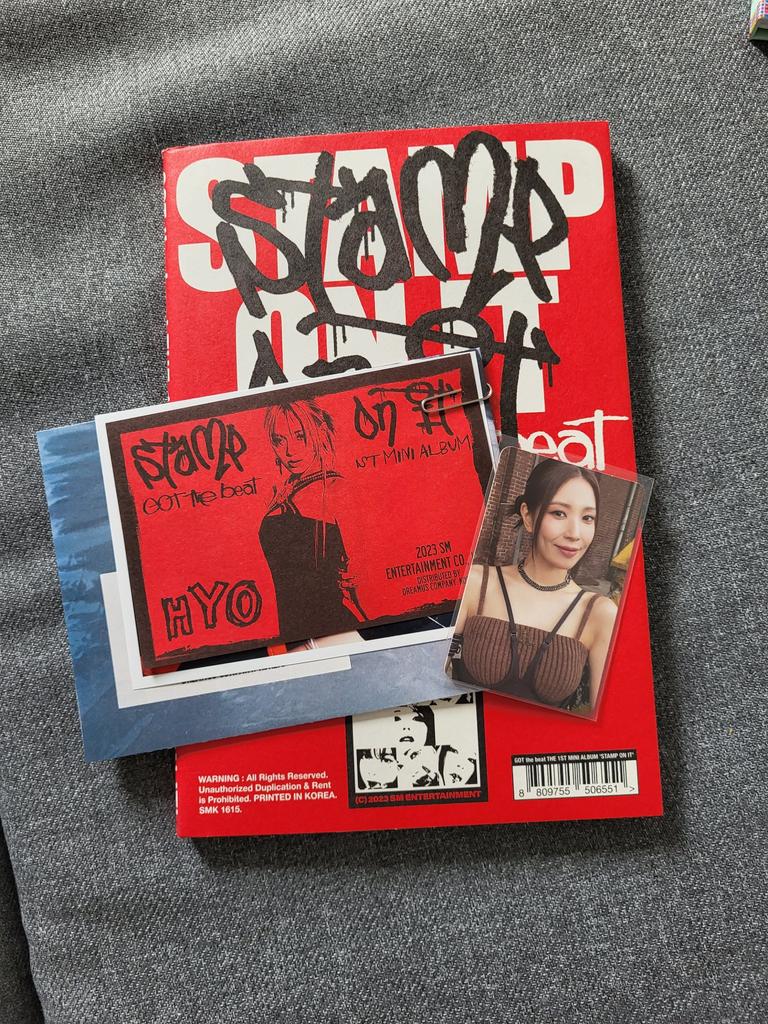 STAMP
ON IT
Stamp
on it
beat
Stamp
on it
GOT the beat
1ST MINI ALBUM
2023 SM
ENTERTAINMENT CO.,
DISTRIBUTED BY
DREAMUS COMPANY.
HYO
WARNING : All Rights Reserved.
Unauthorized Duplication & Rent
is Prohibited. PRINTED IN KOREA.
SMK 1615.
(C) 2023 SM ENTERTAINMENT
GOT the beat THE 1ST MINI ALBUM 'STAMP ON IT'
8 809755 506551 >